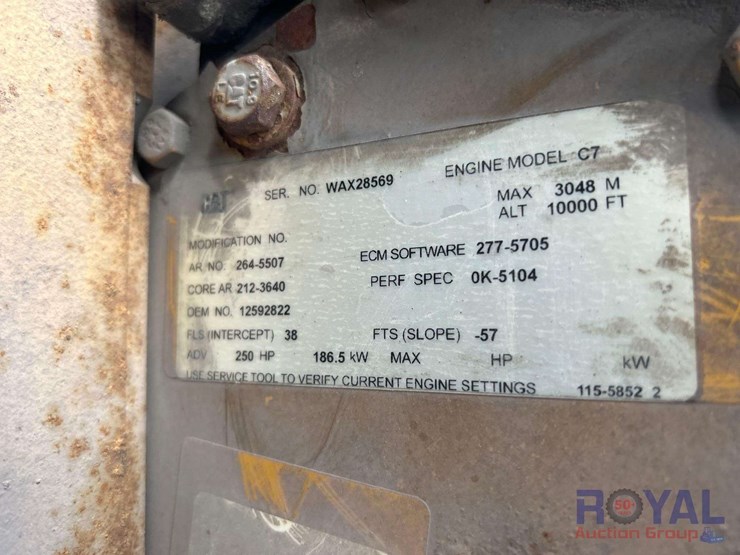 CAT SER. NO. WAX28569 ENGINE MODEL C7
MAX 3048 M
ALT 10000 FT
MODIFICATION NO.
AR NO. 264-5507 ECM SOFTWARE 277-5705
CORE AR 212-3640 PERF SPEC 0K-5104
OEM NO. 12592822
FLS (INTERCEPT) 38 FTS (SLOPE) -57
ADV 250 HP 186.5 kW MAX HP kW
USE SERVICE TOOL TO VERIFY CURRENT ENGINE SETTINGS 115-5852 2
ROYAL
Auction Group